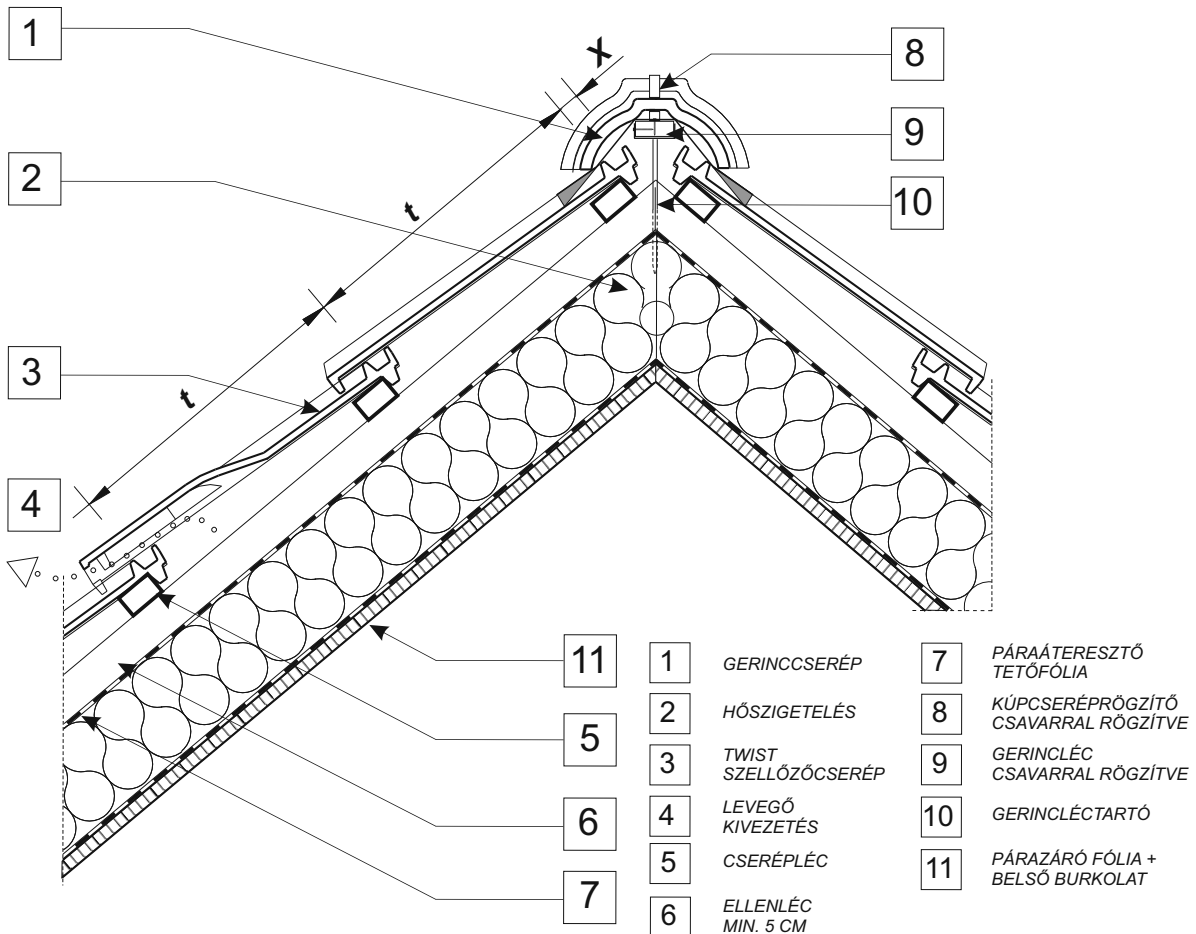 1
X
8
9
2
t
10
3
t
4
11
5
6
7
1 GERINCCSERÉP
2 HŐSZIGETELÉS
3 TWIST
SZELLŐZŐCSERÉP
4 LEVEGŐ
KIVEZETÉS
5 CSERÉPLÉC
6 ELLENLÉC
MIN. 5 CM
7 PÁRAÁTERESZTŐ
TETŐFÓLIA
8 KÚPCSERÉPRÖGZÍTŐ
CSAVARRAL RÖGZÍTVE
9 GERINCLÉC
CSAVARRAL RÖGZÍTVE
10 GERINCLÉCTARTÓ
11 PÁRAZÁRÓ FÓLIA +
BELSŐ BURKOLAT